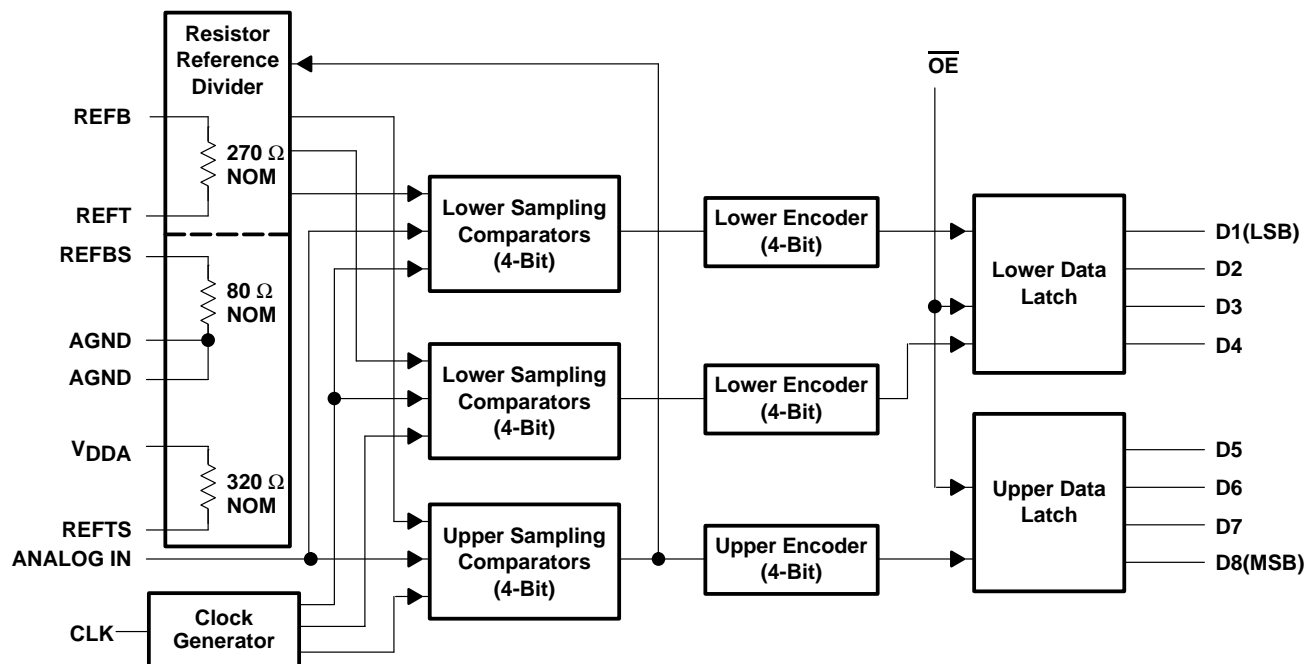 Resistor
Reference
Divider
OE
REFB
270 Ω
NOM
REFT
REFBS
80 Ω
NOM
AGND
AGND
VDDA
320 Ω
NOM
REFTS
ANALOG IN
CLK
Clock
Generator
Lower Sampling
Comparators
(4-Bit)
Lower Encoder
(4-Bit)
Lower Data
Latch
D1(LSB)
D2
D3
D4
Lower Sampling
Comparators
(4-Bit)
Lower Encoder
(4-Bit)
Upper Sampling
Comparators
(4-Bit)
Upper Encoder
(4-Bit)
Upper Data
Latch
D5
D6
D7
D8(MSB)